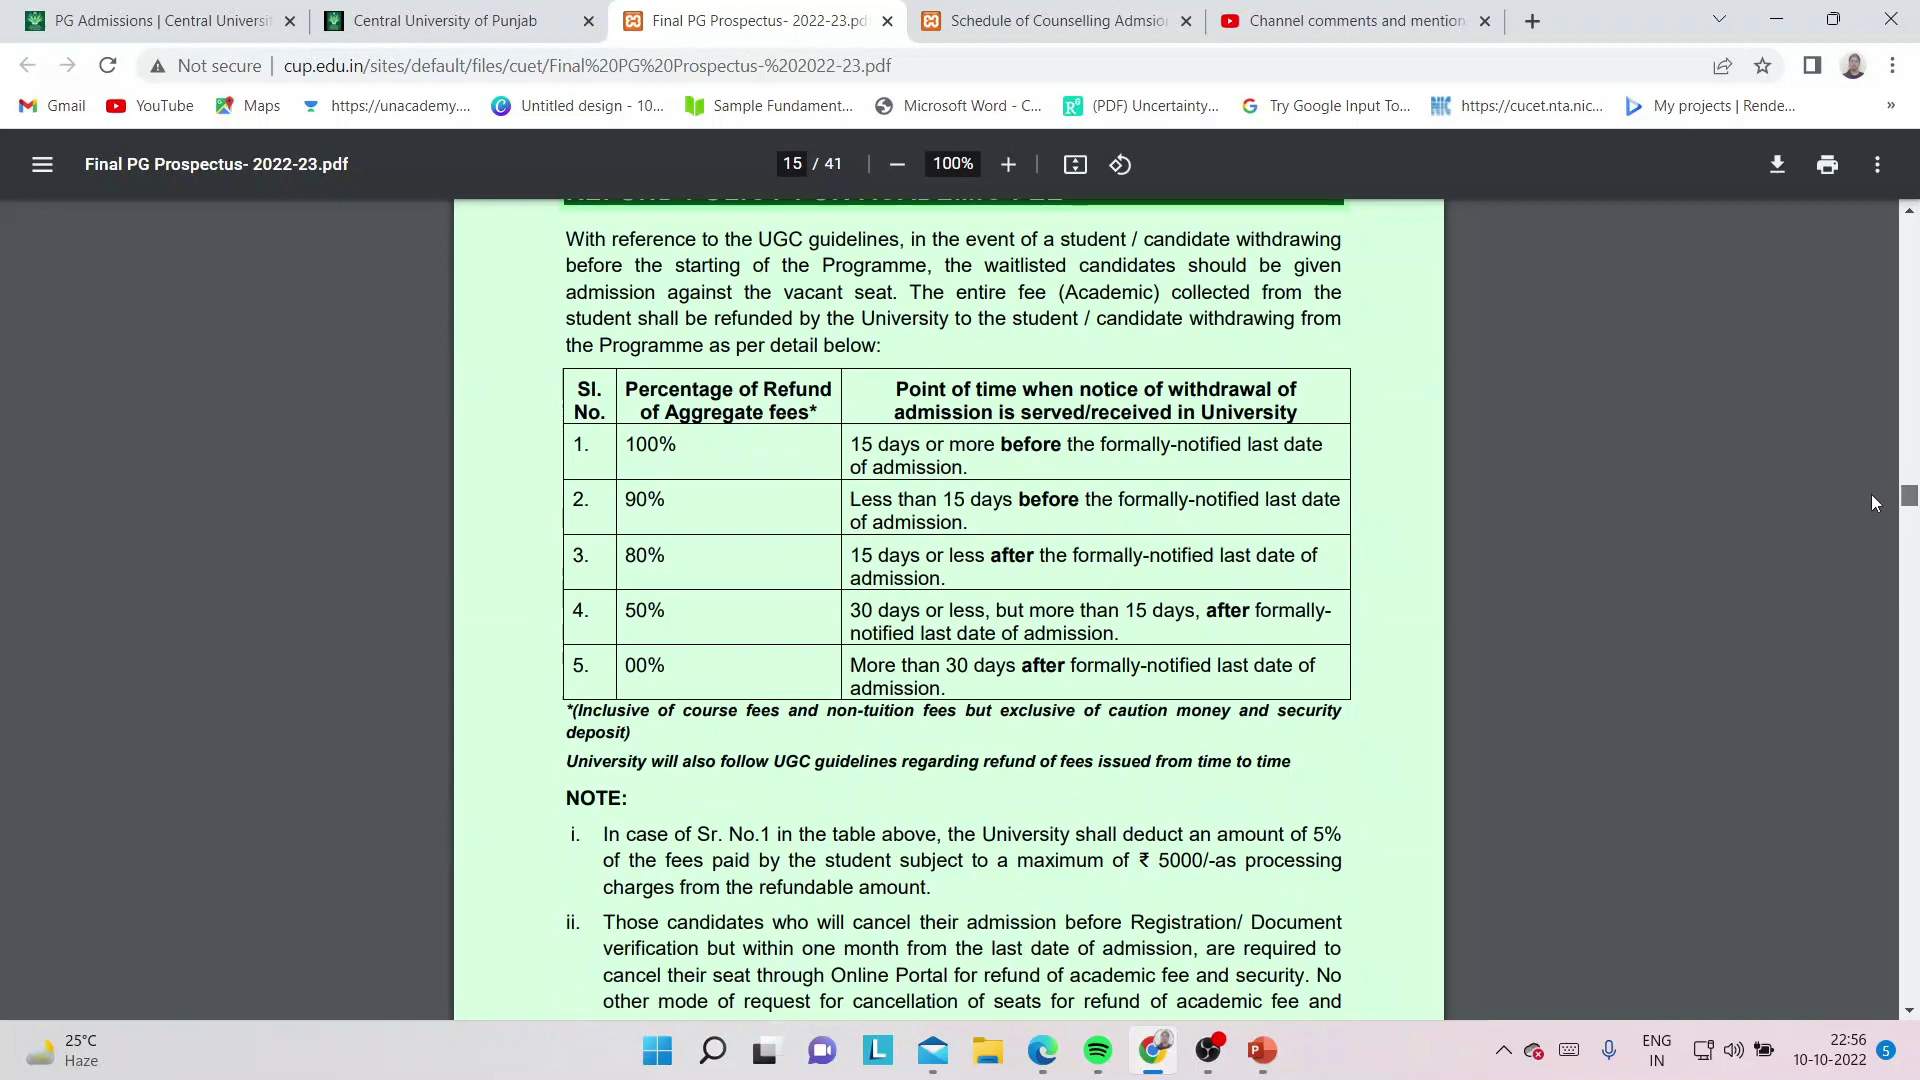 PG Admissions | Central Universit
Central University of Punjab
Final PG Prospectus- 2022-23.pdf
Schedule of Counselling Admsion
Channel comments and mention
Not secure
cup.edu.in/sites/default/files/cuet/Final%20PG%20Prospectus-%202022-23.pdf
Gmail
YouTube
Maps
https://unacademy....
Untitled design - 10...
Sample Fundament...
Microsoft Word - C...
(PDF) Uncertainty...
Try Google Input To...
https://cucet.nta.nic...
My projects | Rende...
»
Final PG Prospectus- 2022-23.pdf
15 / 41
100%
With reference to the UGC guidelines, in the event of a student / candidate withdrawing
before the starting of the Programme, the waitlisted candidates should be given
admission against the vacant seat. The entire fee (Academic) collected from the
student shall be refunded by the University to the student / candidate withdrawing from
the Programme as per detail below:
Sl. No.
Percentage of Refund
of Aggregate fees*
Point of time when notice of withdrawal of
admission is served/received in University
1.
100%
15 days or more before the formally-notified last date
of admission.
2.
90%
Less than 15 days before the formally-notified last date
of admission.
3.
80%
15 days or less after the formally-notified last date of
admission.
4.
50%
30 days or less, but more than 15 days, after formally-
notified last date of admission.
5.
00%
More than 30 days after formally-notified last date of
admission.
*(Inclusive of course fees and non-tuition fees but exclusive of caution money and security
deposit)
University will also follow UGC guidelines regarding refund of fees issued from time to time
NOTE:
i. In case of Sr. No.1 in the table above, the University shall deduct an amount of 5%
of the fees paid by the student subject to a maximum of ₹ 5000/-as processing
charges from the refundable amount.
ii. Those candidates who will cancel their admission before Registration/ Document
verification but within one month from the last date of admission, are required to
cancel their seat through Online Portal for refund of academic fee and security. No
other mode of request for cancellation of seats for refund of academic fee and
25°C
Haze
ENG
IN
22:56
10-10-2022
5